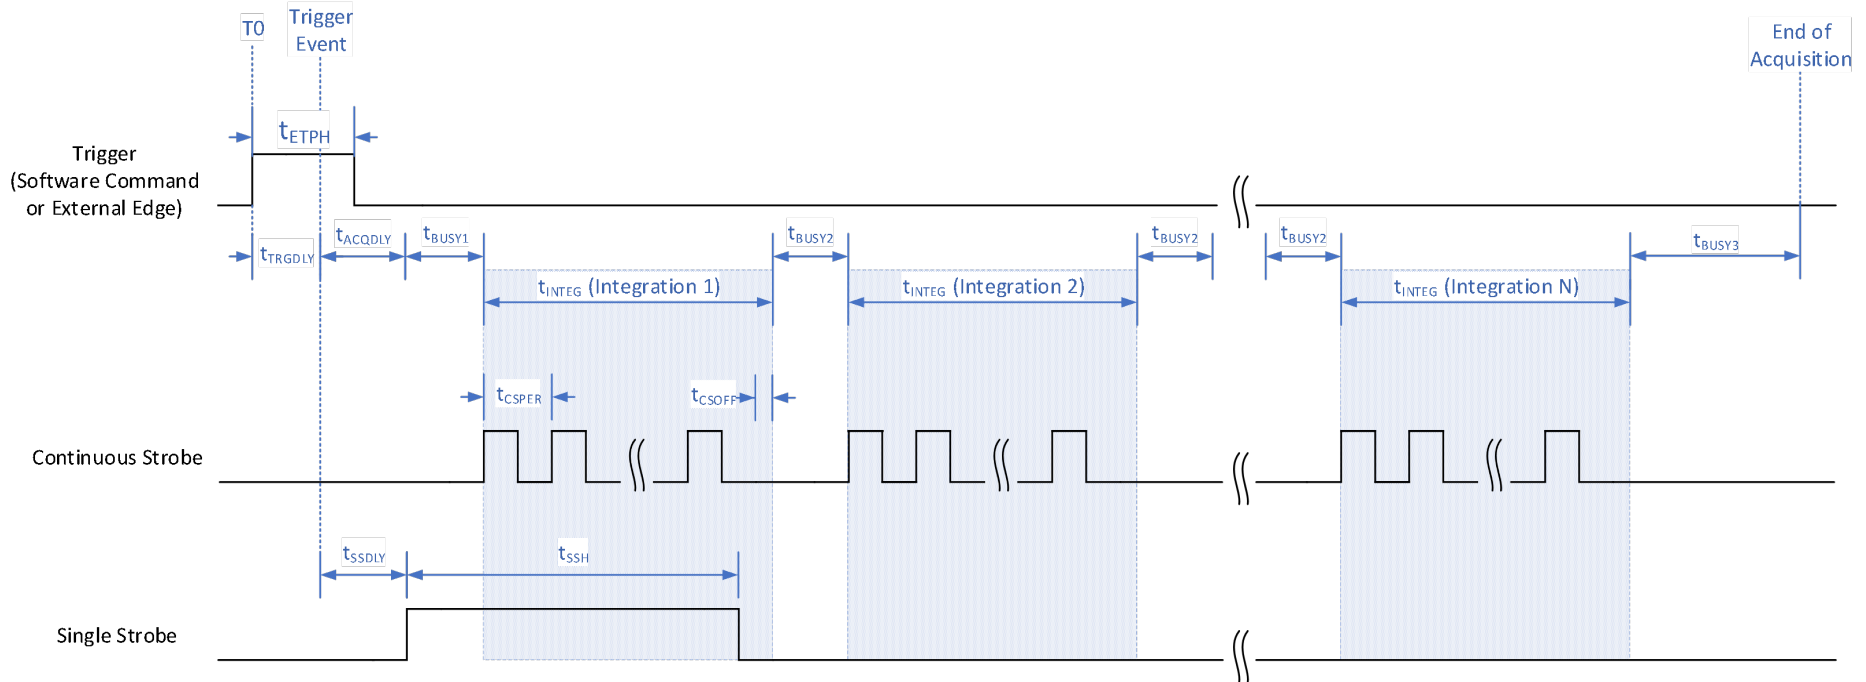 T0
Trigger
Event
End of
Acquisition
tETPH
Trigger
(Software Command
or External Edge)
tTRGDLY
tACQDLY
tBUSY1
tBUSY2
tBUSY2
tBUSY2
tBUSY3
tINTEG (Integration 1)
tINTEG (Integration 2)
tINTEG (Integration N)
tCSPER
tCSOFF
Continuous Strobe
tSSDLY
tSSH
Single Strobe